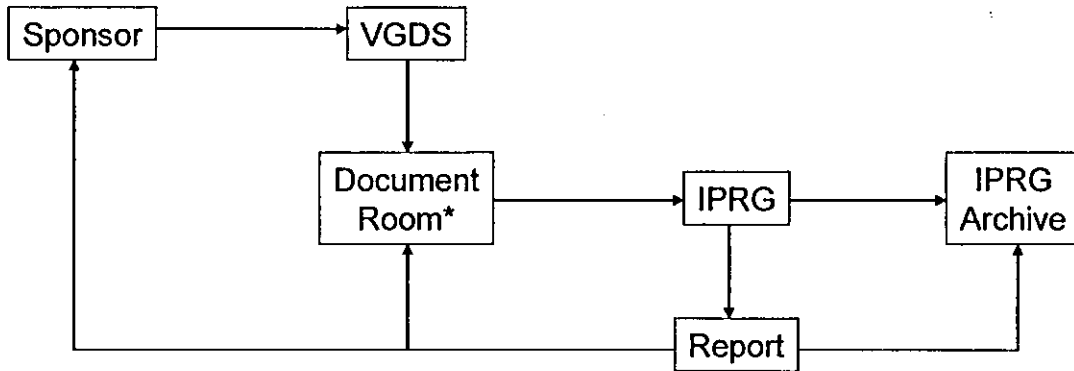 Sponsor
VGDS
Document
Room*
IPRG
IPRG
Archive
Report